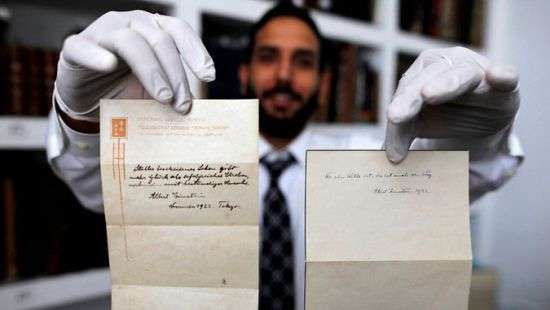 Stilles bescheidenes Leben gibt
mehr Glück als erfolgreiches Streben
mit beständiger Unruhe.
Albert Einstein
November 1922. Tokyo.
Wo ein Wille ist, da ist auch ein Weg
Albert Einstein 1922.